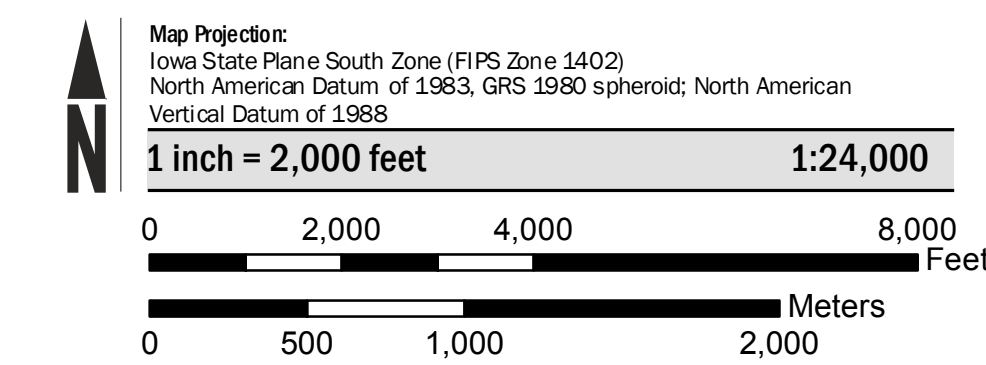 Map Projection:
Iowa State Plane South Zone (FIPS Zone 1402)
North American Datum of 1983, GRS 1980 spheroid; North American
Vertical Datum of 1988
N
1 inch = 2,000 feet 1:24,000
0 2,000 4,000 8,000
Feet
Meters
0 500 1,000 2,000